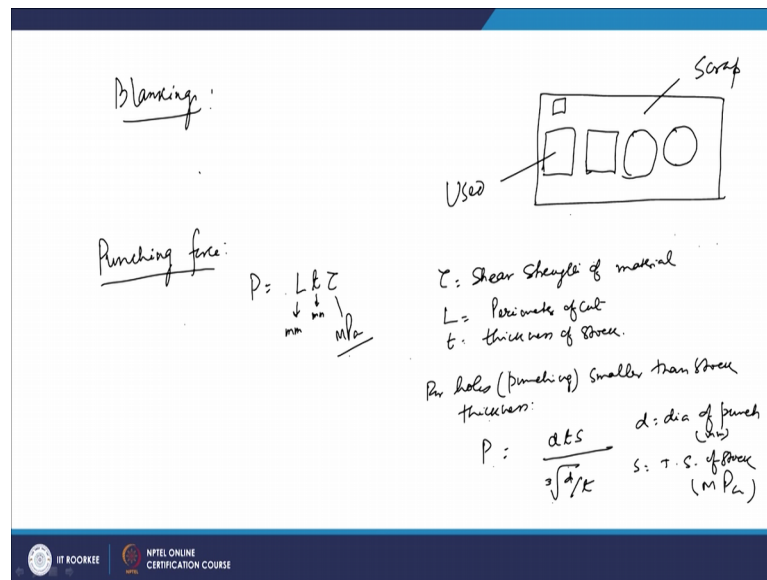 Blanking :
Scrap
Used
Punching force:
P = L t τ
mm mm MPa
τ: Shear Strength of material
L = Perimeter of cut
t: thickness of stock.
For holes (punching) smaller than stock
thickness:
P: dts / ∛d/t
d: dia of punch
(mm)
S: T.S. of stock
(MPa)
IIT ROORKEE
NPTEL ONLINE
CERTIFICATION COURSE